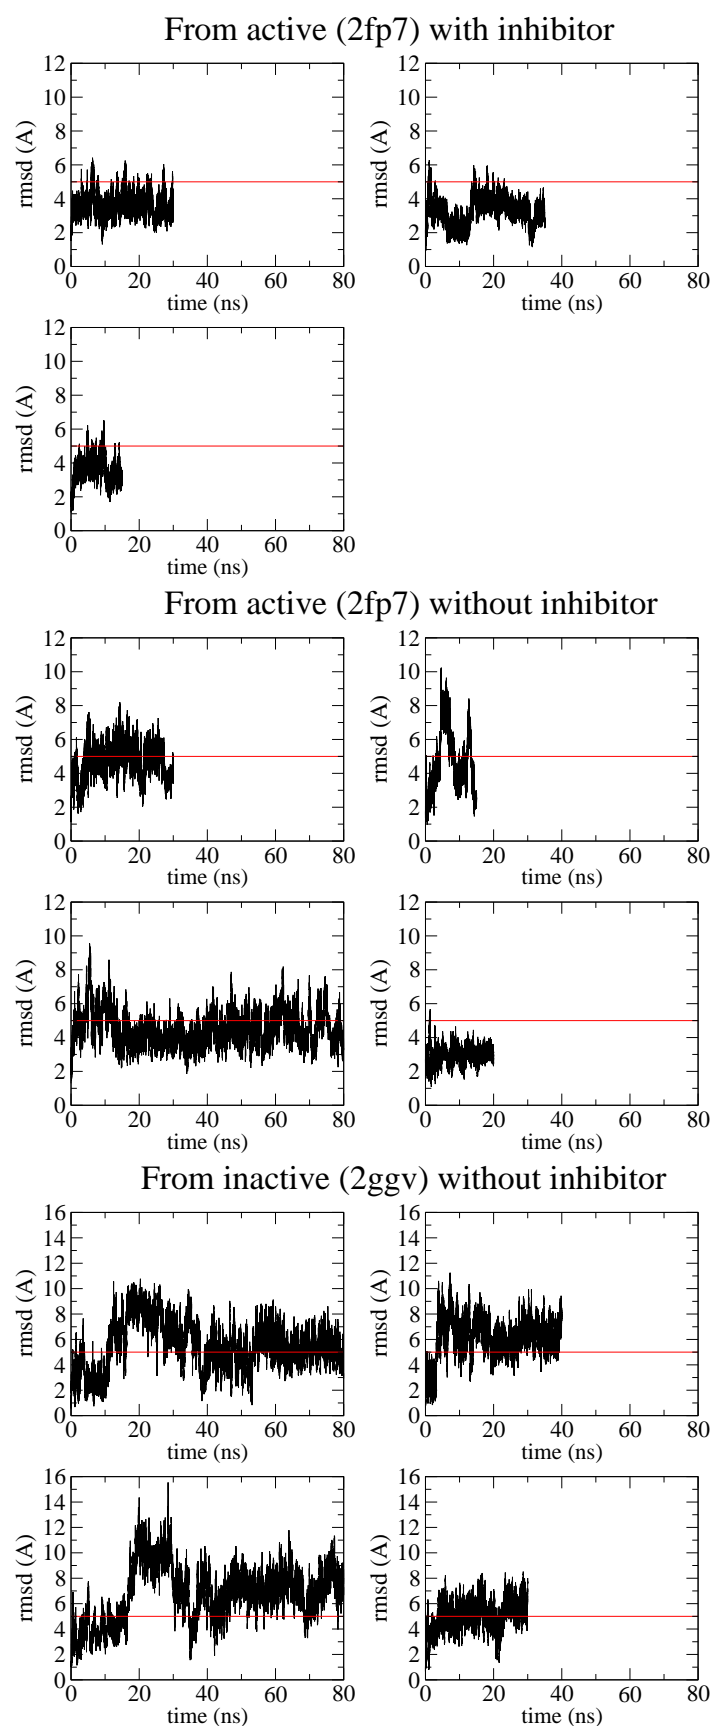 From active (2fp7) with inhibitor
12
10
8
6
4
2
0
rmsd (A)
0 20 40 60 80
time (ns)
12
10
8
6
4
2
0
rmsd (A)
0 20 40 60 80
time (ns)
12
10
8
6
4
2
0
rmsd (A)
0 20 40 60 80
time (ns)
From active (2fp7) without inhibitor
12
10
8
6
4
2
0
rmsd (A)
0 20 40 60 80
time (ns)
12
10
8
6
4
2
0
rmsd (A)
0 20 40 60 80
time (ns)
12
10
8
6
4
2
0
rmsd (A)
0 20 40 60 80
time (ns)
12
10
8
6
4
2
0
rmsd (A)
0 20 40 60 80
time (ns)
From inactive (2ggv) without inhibitor
16
14
12
10
8
6
4
2
0
rmsd (A)
0 20 40 60 80
time (ns)
16
14
12
10
8
6
4
2
0
rmsd (A)
0 20 40 60 80
time (ns)
16
14
12
10
8
6
4
2
0
rmsd (A)
0 20 40 60 80
time (ns)
16
14
12
10
8
6
4
2
0
rmsd (A)
0 20 40 60 80
time (ns)